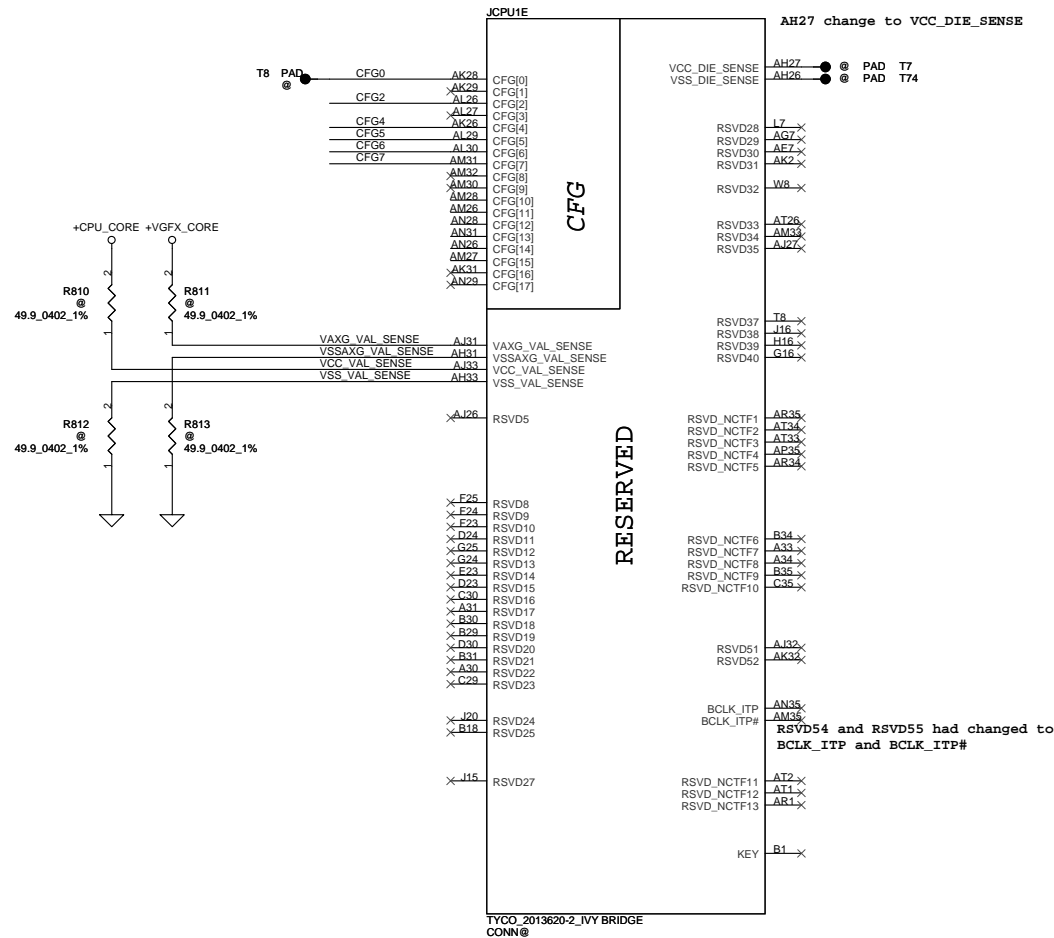 JCPU1E
AH27 change to VCC_DIE_SENSE
T8 PAD
@
CFG0 AK28 CFG[0]
AK29 CFG[1]
CFG2 AL26 CFG[2]
AL27 CFG[3]
CFG4 AK26 CFG[4]
CFG5 AL29 CFG[5]
CFG6 AL30 CFG[6]
CFG7 AM31 CFG[7]
AM32 CFG[8]
AM30 CFG[9]
AM28 CFG[10]
AM26 CFG[11]
AN28 CFG[12]
AN31 CFG[13]
AN26 CFG[14]
AM27 CFG[15]
AK31 CFG[16]
AN29 CFG[17]
CFG
+CPU_CORE +VGFX_CORE
2
R810
@
49.9_0402_1%
1
2
R811
@
49.9_0402_1%
1
VAXG_VAL_SENSE AJ31 VAXG_VAL_SENSE
VSSAXG_VAL_SENSE AH31 VSSAXG_VAL_SENSE
VCC_VAL_SENSE AJ33 VCC_VAL_SENSE
VSS_VAL_SENSE AH33 VSS_VAL_SENSE
2
R812
@
49.9_0402_1%
1
2
R813
@
49.9_0402_1%
1
AJ26 RSVD5
F25 RSVD8
F24 RSVD9
F23 RSVD10
D24 RSVD11
G25 RSVD12
G24 RSVD13
E23 RSVD14
D23 RSVD15
C30 RSVD16
A31 RSVD17
B30 RSVD18
B29 RSVD19
D30 RSVD20
B31 RSVD21
A30 RSVD22
C29 RSVD23
J20 RSVD24
B18 RSVD25
J15 RSVD27
RESERVED
VCC_DIE_SENSE AH27 @ PAD T7
VSS_DIE_SENSE AH26 @ PAD T74
RSVD28 L7
RSVD29 AG7
RSVD30 AE7
RSVD31 AK2
RSVD32 W8
RSVD33 AT26
RSVD34 AM33
RSVD35 AJ27
RSVD37 T8
RSVD38 J16
RSVD39 H16
RSVD40 G16
RSVD_NCTF1 AR35
RSVD_NCTF2 AT34
RSVD_NCTF3 AT33
RSVD_NCTF4 AP35
RSVD_NCTF5 AR34
RSVD_NCTF6 B34
RSVD_NCTF7 A33
RSVD_NCTF8 A34
RSVD_NCTF9 B35
RSVD_NCTF10 C35
RSVD51 AJ32
RSVD52 AK32
BCLK_ITP AN35
BCLK_ITP# AM35
RSVD54 and RSVD55 had changed to
BCLK_ITP and BCLK_ITP#
RSVD_NCTF11 AT2
RSVD_NCTF12 AT1
RSVD_NCTF13 AR1
KEY B1
TYCO_2013620-2_IVY BRIDGE
CONN@